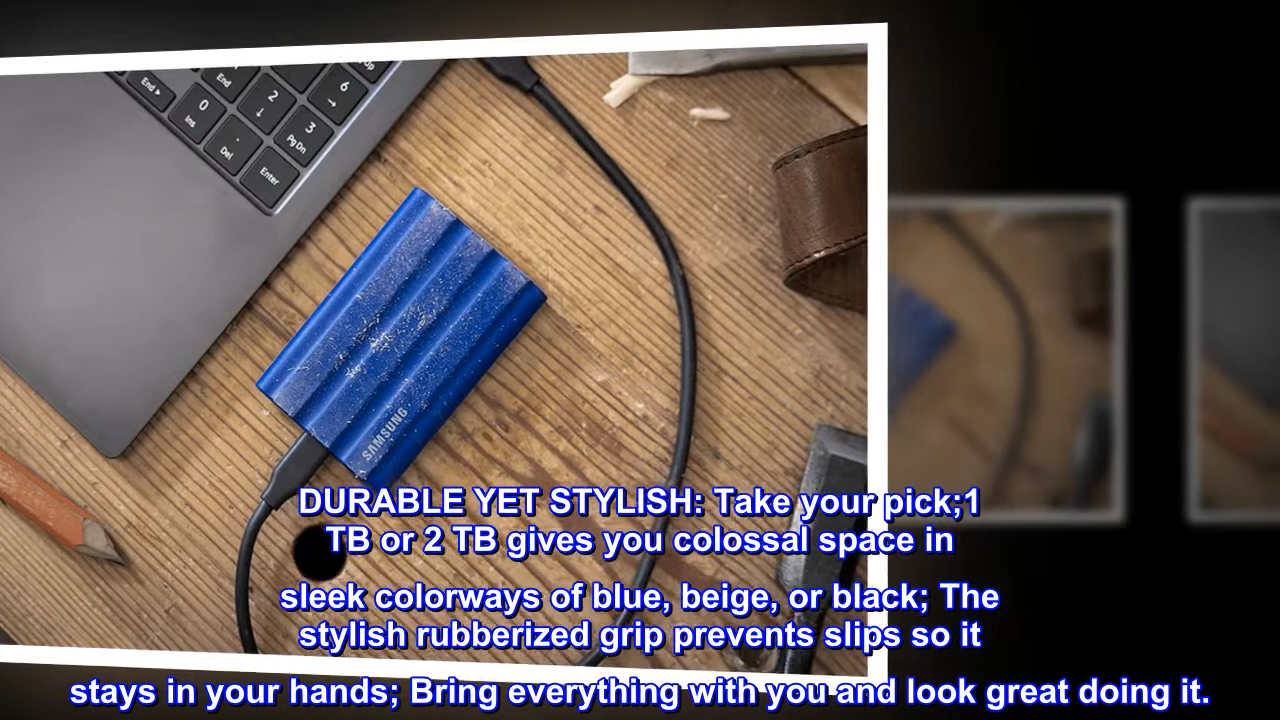 End
End
6
→
PgUp
0
Ins
2
↓
3
PgDn
.
Del
Enter
SAMSUNG
DURABLE YET STYLISH: Take your pick;1
TB or 2 TB gives you colossal space in
sleek colorways of blue, beige, or black; The
stylish rubberized grip prevents slips so it
stays in your hands; Bring everything with you and look great doing it.